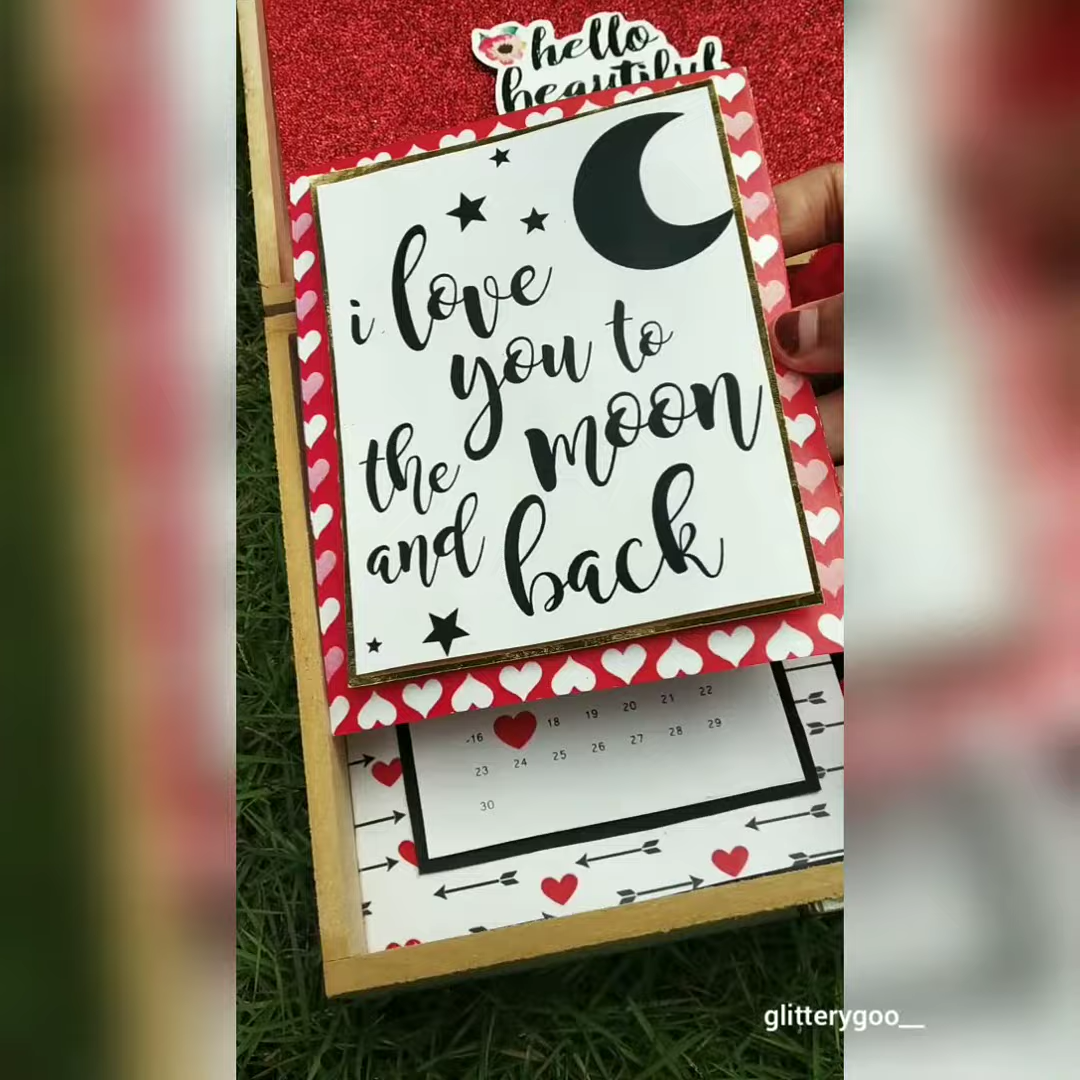 hello
beautiful
i love
you to
the moon
and back
-16 18 19 20 21 22
23 24 25 26 27 28 29
30
glitterygoo__